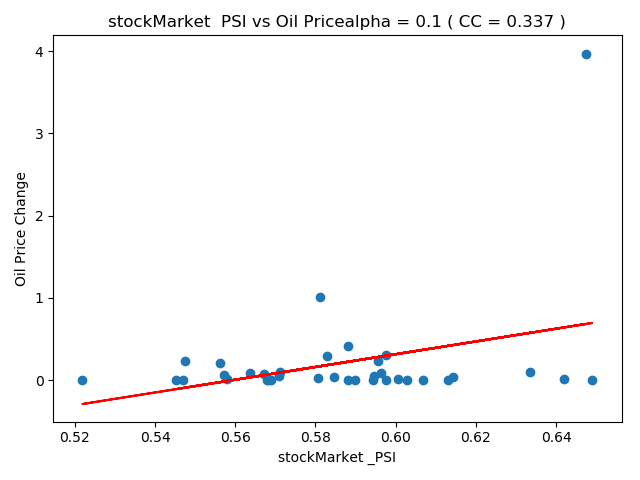 stockMarket  PSI vs Oil Pricealpha = 0.1 ( CC = 0.337 )
4
3
2
1
0
Oil Price Change
0.52 0.54 0.56 0.58 0.60 0.62 0.64
stockMarket _PSI